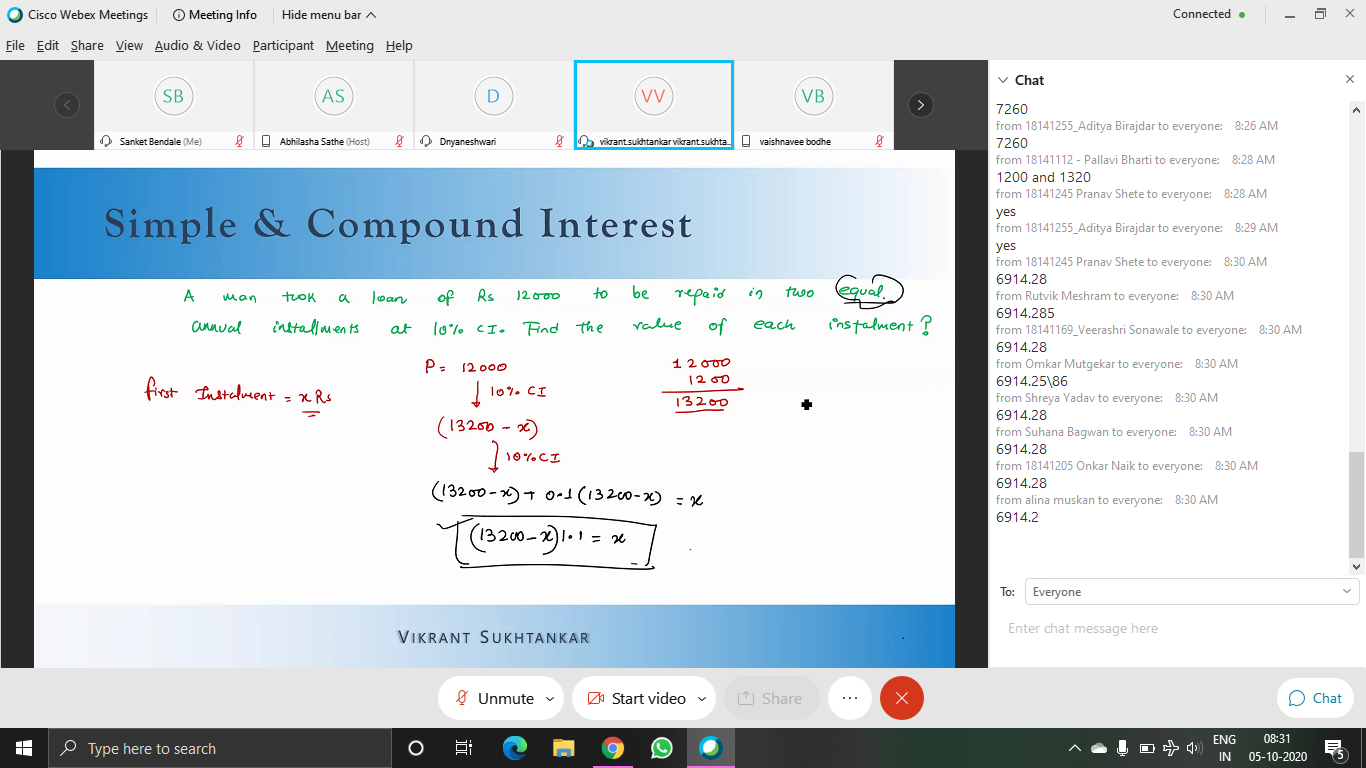 Cisco Webex Meetings
Meeting Info
Hide menu bar
Connected
File Edit Share View Audio & Video Participant Meeting Help
SB
AS
D
VV
VB
Sanket Bendale (Me)
Abhilasha Sathe (Host)
Dnyaneshwari
vikrant.sukhtankar vikrant.sukhta...
vaishnavee bodhe
Simple & Compound Interest
A man took a loan of Rs 12000 to be repaid in two equal
annual installments at 10% CI. Find the value of each instalment?
first Instalment = x Rs
P = 12000
10% CI
(13200 - x)
10% CI
(13200 - x) + 0.1 (13200 - x) = x
(13200 - x) 1.1 = x
12000
1200
13200
VIKRANT SUKHTANKAR
Chat
7260
from 18141255_Aditya Birajdar to everyone: 8:26 AM
7260
from 18141112 - Pallavi Bharti to everyone: 8:28 AM
1200 and 1320
from 18141245 Pranav Shete to everyone: 8:28 AM
yes
from 18141255_Aditya Birajdar to everyone: 8:29 AM
yes
from 18141245 Pranav Shete to everyone: 8:30 AM
6914.28
from Rutvik Meshram to everyone: 8:30 AM
6914.285
from 18141169_Veerashri Sonawale to everyone: 8:30 AM
6914.28
from Omkar Mutgekar to everyone: 8:30 AM
6914.25\86
from Shreya Yadav to everyone: 8:30 AM
6914.28
from Suhana Bagwan to everyone: 8:30 AM
6914.28
from 18141205 Onkar Naik to everyone: 8:30 AM
6914.28
from alina muskan to everyone: 8:30 AM
6914.2
To: Everyone
Enter chat message here
Unmute
Start video
Share
Chat
Type here to search
ENG
IN
08:31
05-10-2020
5